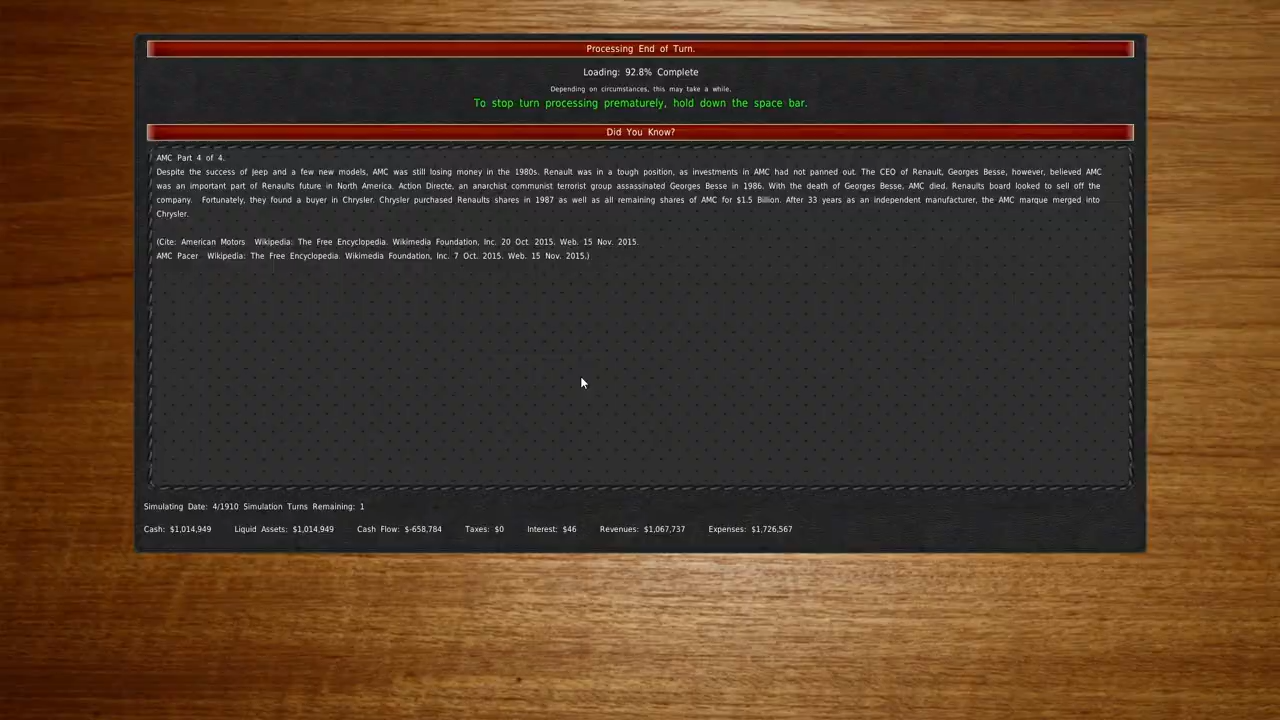 Processing End of Turn.
Loading: 92.8% Complete
Depending on circumstances, this may take a while.
To stop turn processing prematurely, hold down the space bar.
Did You Know?
AMC Part 4 of 4.
Despite the success of Jeep and a few new models, AMC was still losing money in the 1980s. Renault was in a tough position, as investments in AMC had not panned out. The CEO of Renault, Georges Besse, however, believed AMC
was an important part of Renaults future in North America. Action Directe, an anarchist communist terrorist group assassinated Georges Besse in 1986. With the death of Georges Besse, AMC died. Renaults board looked to sell off the
company. Fortunately, they found a buyer in Chrysler. Chrysler purchased Renaults shares in 1987 as well as all remaining shares of AMC for $1.5 Billion. After 33 years as an independent manufacturer, the AMC marque merged into
Chrysler.
(Cite: American Motors Wikipedia: The Free Encyclopedia. Wikimedia Foundation, Inc. 20 Oct. 2015. Web. 15 Nov. 2015.
AMC Pacer Wikipedia: The Free Encyclopedia. Wikimedia Foundation, Inc. 7 Oct. 2015. Web. 15 Nov. 2015.)
Simulating Date: 4/1910 Simulation Turns Remaining: 1
Cash: $1,014,949 Liquid Assets: $1,014,949 Cash Flow: $-658,784 Taxes: $0 Interest: $46 Revenues: $1,067,737 Expenses: $1,726,567